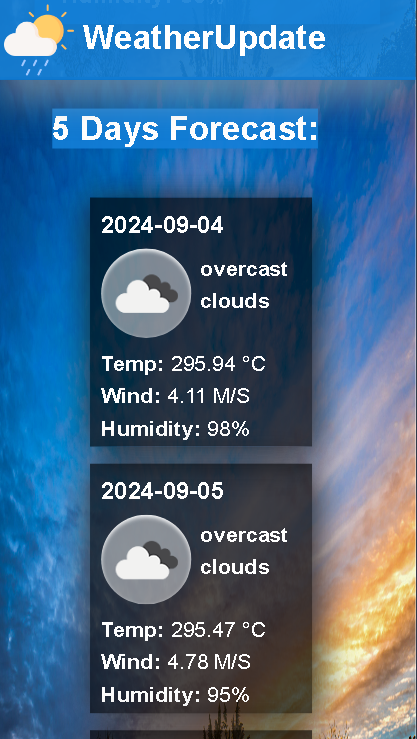 WeatherUpdate
5 Days Forecast:
2024-09-04
overcast
clouds
Temp: 295.94 °C
Wind: 4.11 M/S
Humidity: 98%
2024-09-05
overcast
clouds
Temp: 295.47 °C
Wind: 4.78 M/S
Humidity: 95%